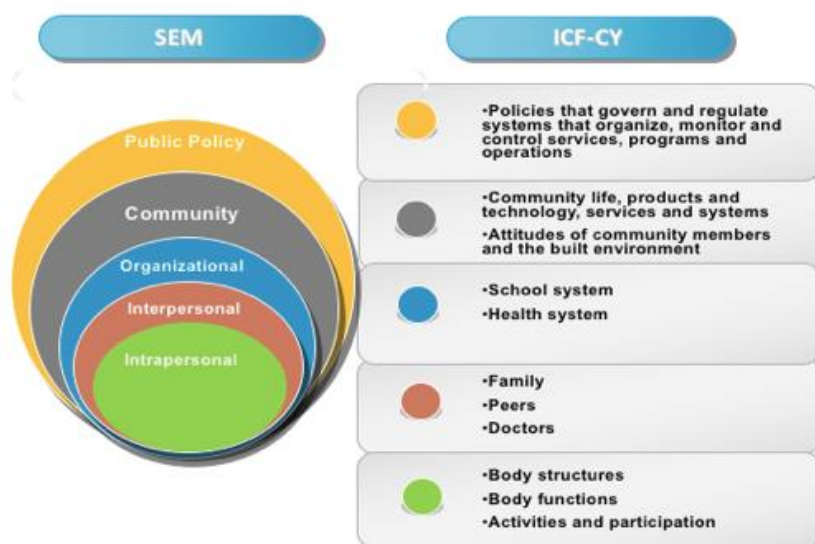 SEM
ICF-CY
Public Policy
Community
Organizational
Interpersonal
Intrapersonal
•Policies that govern and regulate
systems that organize, monitor and
control services, programs and
operations
•Community life, products and
technology, services and systems
•Attitudes of community members
and the built environment
•School system
•Health system
•Family
•Peers
•Doctors
•Body structures
•Body functions
•Activities and participation